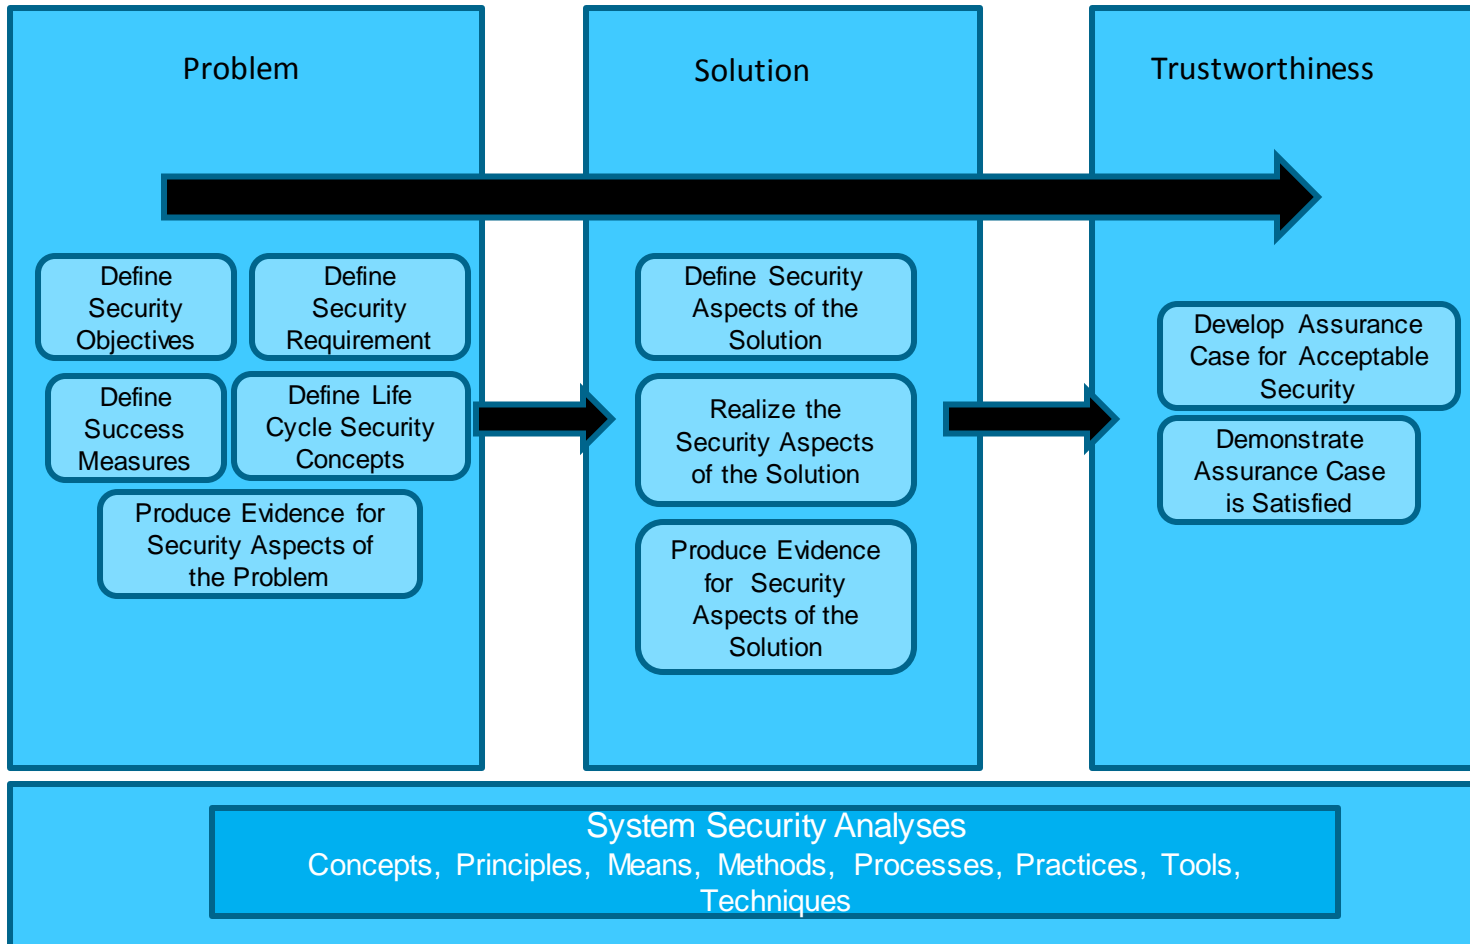 Problem
Solution
Trustworthiness
Define
Security
Objectives
Define
Security
Requirement
Define
Success
Measures
Define Life
Cycle Security
Concepts
Produce Evidence for
Security Aspects of
the Problem
Define Security
Aspects of the
Solution
Realize the
Security Aspects
of the Solution
Produce Evidence
for Security
Aspects of the
Solution
Develop Assurance
Case for Acceptable
Security
Demonstrate
Assurance Case
is Satisfied
System Security Analyses
Concepts, Principles, Means, Methods, Processes, Practices, Tools,
Techniques